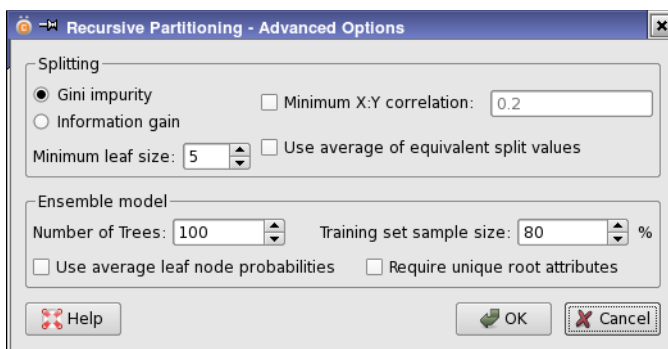 Recursive Partitioning - Advanced Options
Splitting
Gini impurity
Information gain
Minimum X:Y correlation: 0.2
Minimum leaf size: 5
Use average of equivalent split values
Ensemble model
Number of Trees: 100 Training set sample size: 80 %
Use average leaf node probabilities Require unique root attributes
Help OK Cancel